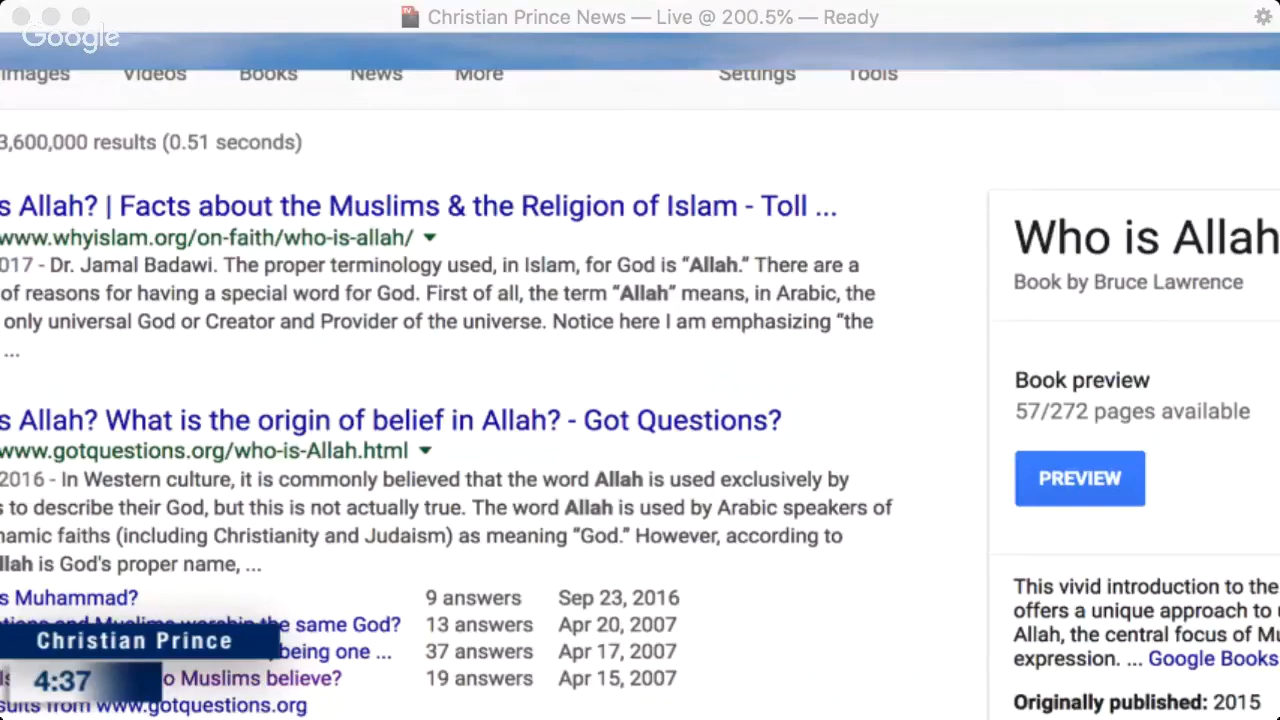 Christian Prince News — Live @ 200.5% — Ready
Google
Images Videos Books News More Settings Tools
3,600,000 results (0.51 seconds)
s Allah? | Facts about the Muslims & the Religion of Islam - Toll ...
www.whyislam.org/on-faith/who-is-allah/
017 - Dr. Jamal Badawi. The proper terminology used, in Islam, for God is “Allah.” There are a
of reasons for having a special word for God. First of all, the term “Allah” means, in Arabic, the
only universal God or Creator and Provider of the universe. Notice here I am emphasizing “the
...
s Allah? What is the origin of belief in Allah? - Got Questions?
www.gotquestions.org/who-is-Allah.html
2016 - In Western culture, it is commonly believed that the word Allah is used exclusively by
s to describe their God, but this is not actually true. The word Allah is used by Arabic speakers of
namic faiths (including Christianity and Judaism) as meaning “God.” However, according to
llah is God's proper name, ...
s Muhammad? 9 answers Sep 23, 2016
and Muslims worship the same God? 13 answers Apr 20, 2007
being one ... 37 answers Apr 17, 2007
o Muslims believe? 19 answers Apr 15, 2007
sults from www.gotquestions.org
Christian Prince
4:37
Who is Allah
Book by Bruce Lawrence
Book preview
57/272 pages available
PREVIEW
This vivid introduction to the
offers a unique approach to
Allah, the central focus of Mu
expression. ... Google Books
Originally published: 2015